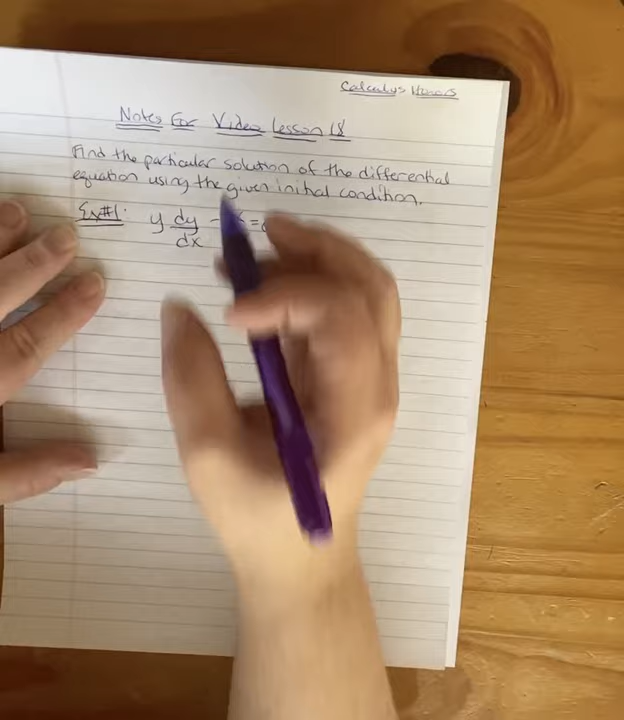 Calculus Honors
Notes For Video Lesson 18
Find the particular solution of the differential
equation using the given initial condition.
Ex#1: y dy/dx - =